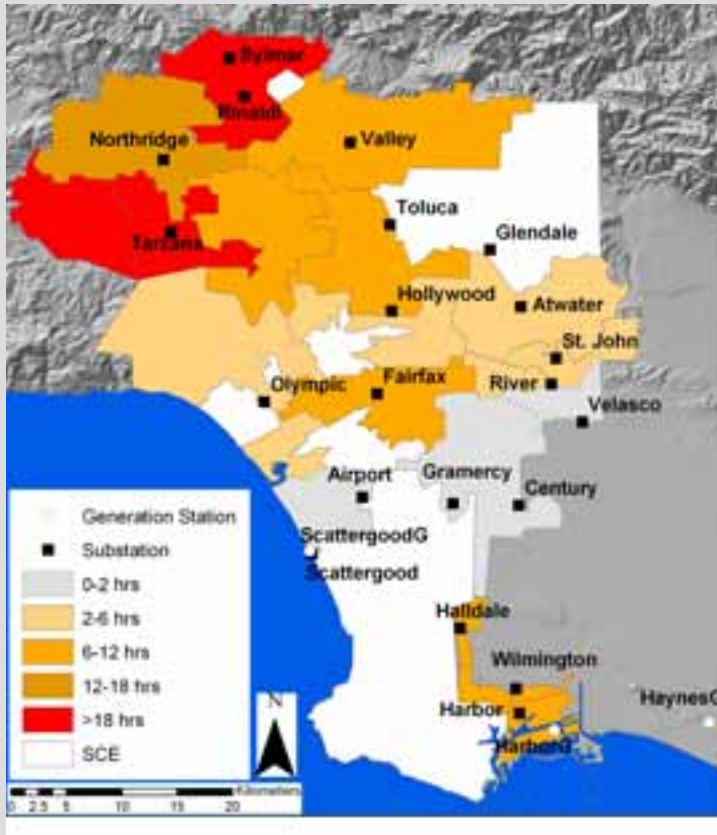 Sylmar
Rinaldi
Northridge
Valley
Toluca
Tarzana
Glendale
Hollywood
Atwater
St. John
Olympic
Fairfax
River
Velasco
Airport
Gramercy
Century
ScattergoodG
Scattergood
Halldale
Wilmington
Harbor
HaynesG
HarborG
Generation Station
Substation
0-2 hrs
2-6 hrs
6-12 hrs
12-18 hrs
>18 hrs
SCE
N
Kilometers
0 2.5 5 10 15 20